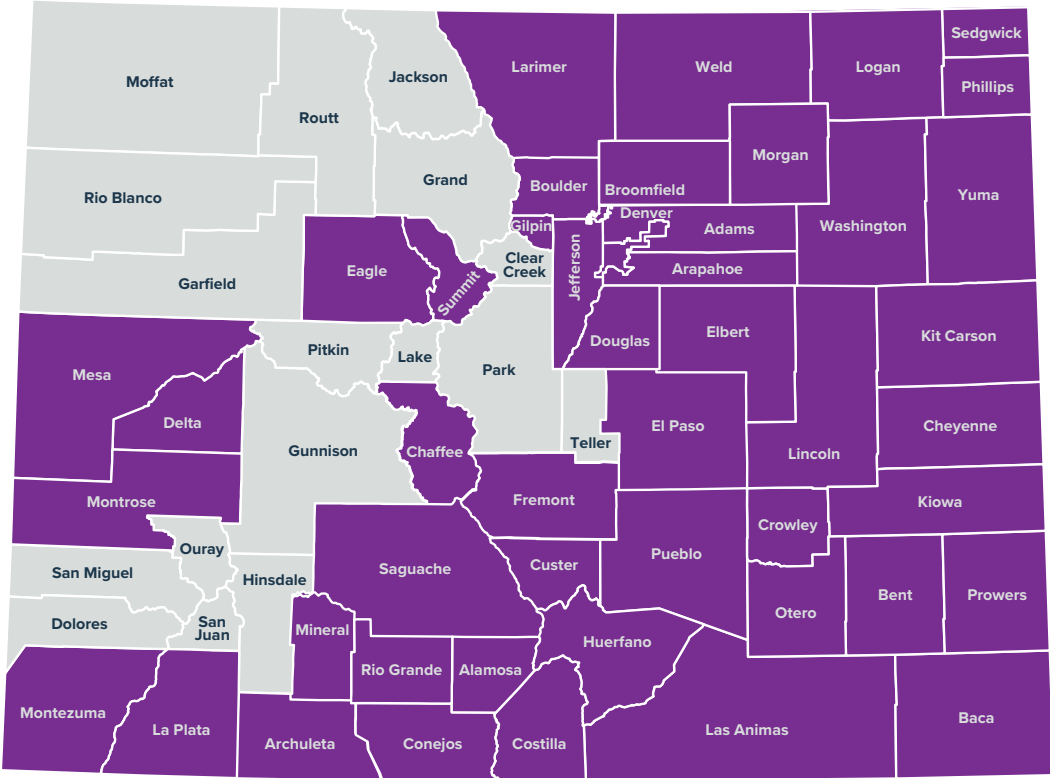 Sedgwick
Larimer
Weld
Logan
Moffat
Jackson
Phillips
Routt
Morgan
Grand
Boulder
Broomfield
Rio Blanco
Yuma
Denver
Gilpin
Adams
Washington
Clear
Creek
Jefferson
Eagle
Arapahoe
Garfield
Summit
Elbert
Kit Carson
Douglas
Pitkin
Lake
Park
Mesa
Delta
El Paso
Cheyenne
Teller
Gunnison
Chaffee
Lincoln
Fremont
Montrose
Kiowa
Crowley
Ouray
Pueblo
Custer
Saguache
San Miguel
Hinsdale
Bent
Prowers
Otero
Dolores
San
Juan
Mineral
Huerfano
Rio Grande
Alamosa
Montezuma
La Plata
Baca
Las Animas
Archuleta
Conejos
Costilla